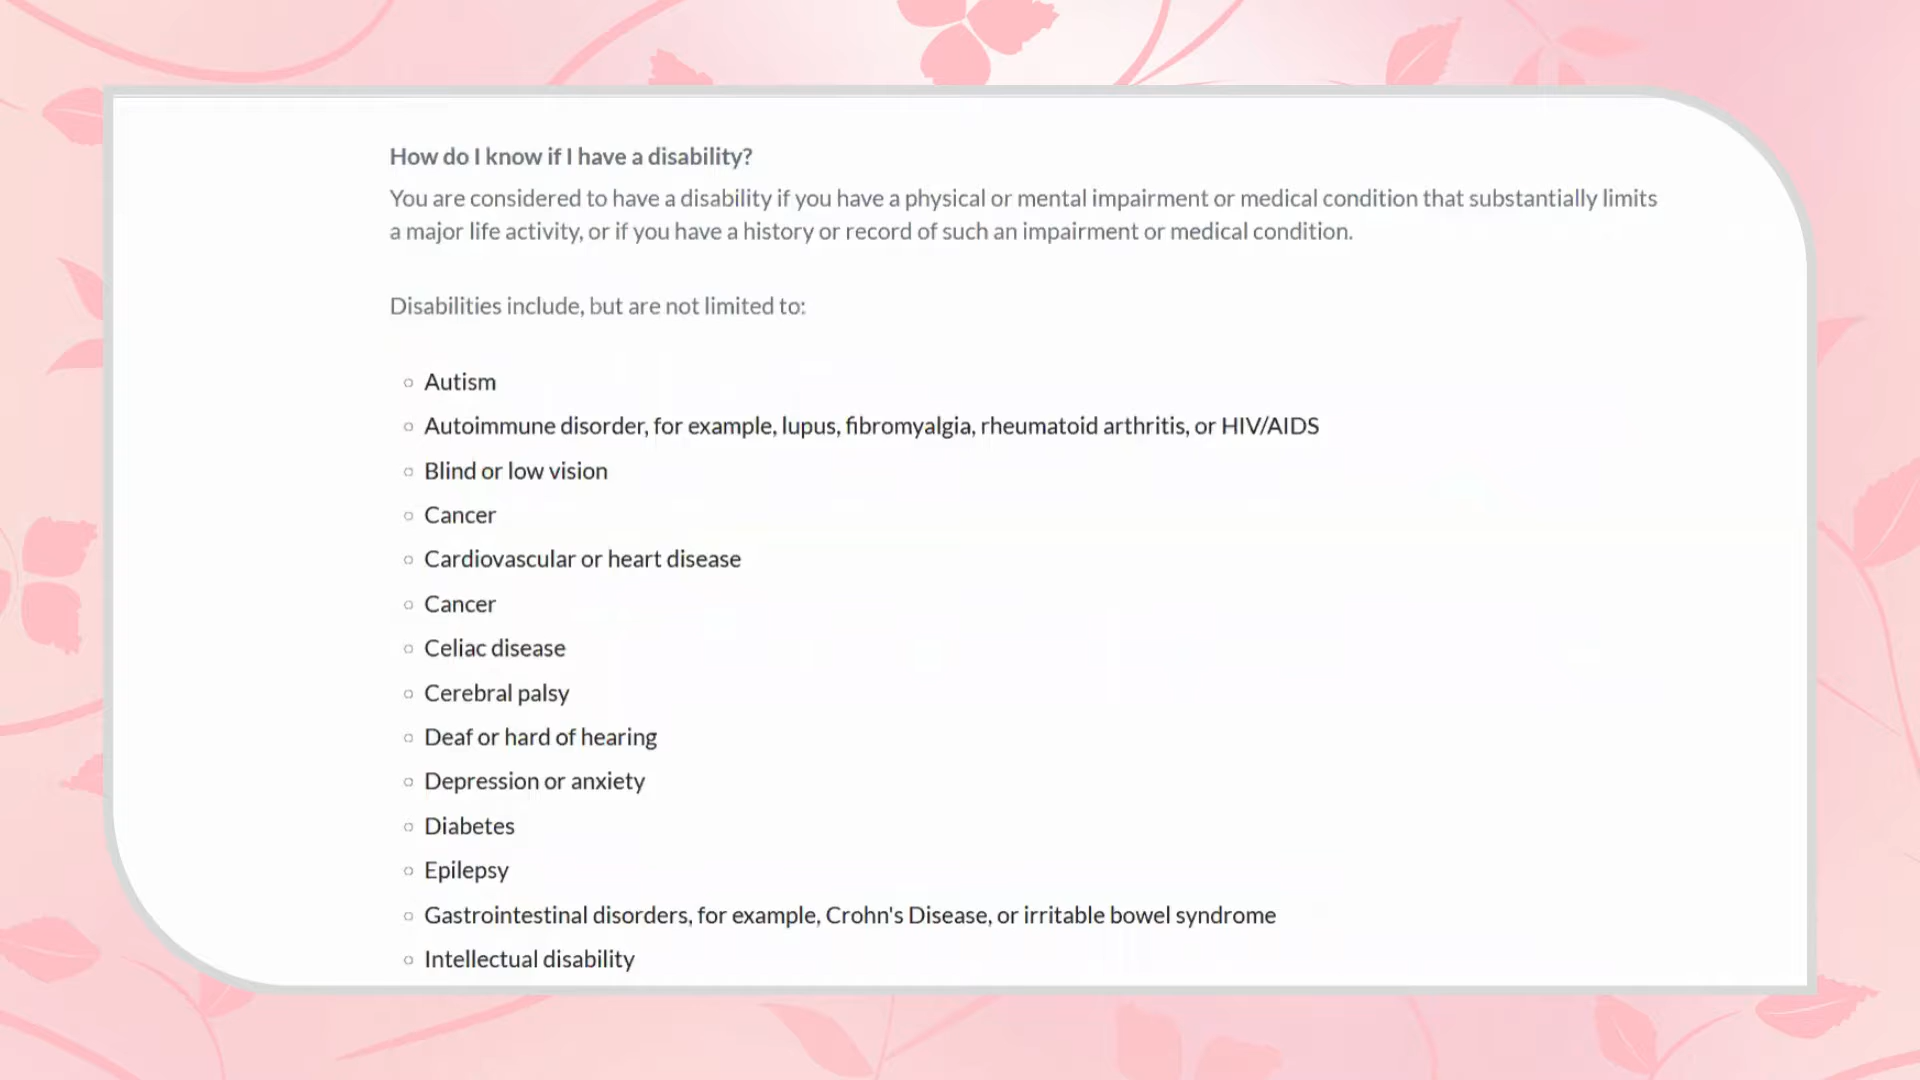 How do I know if I have a disability?
You are considered to have a disability if you have a physical or mental impairment or medical condition that substantially limits
a major life activity, or if you have a history or record of such an impairment or medical condition.
Disabilities include, but are not limited to:
Autism
Autoimmune disorder, for example, lupus, fibromyalgia, rheumatoid arthritis, or HIV/AIDS
Blind or low vision
Cancer
Cardiovascular or heart disease
Cancer
Celiac disease
Cerebral palsy
Deaf or hard of hearing
Depression or anxiety
Diabetes
Epilepsy
Gastrointestinal disorders, for example, Crohn's Disease, or irritable bowel syndrome
Intellectual disability